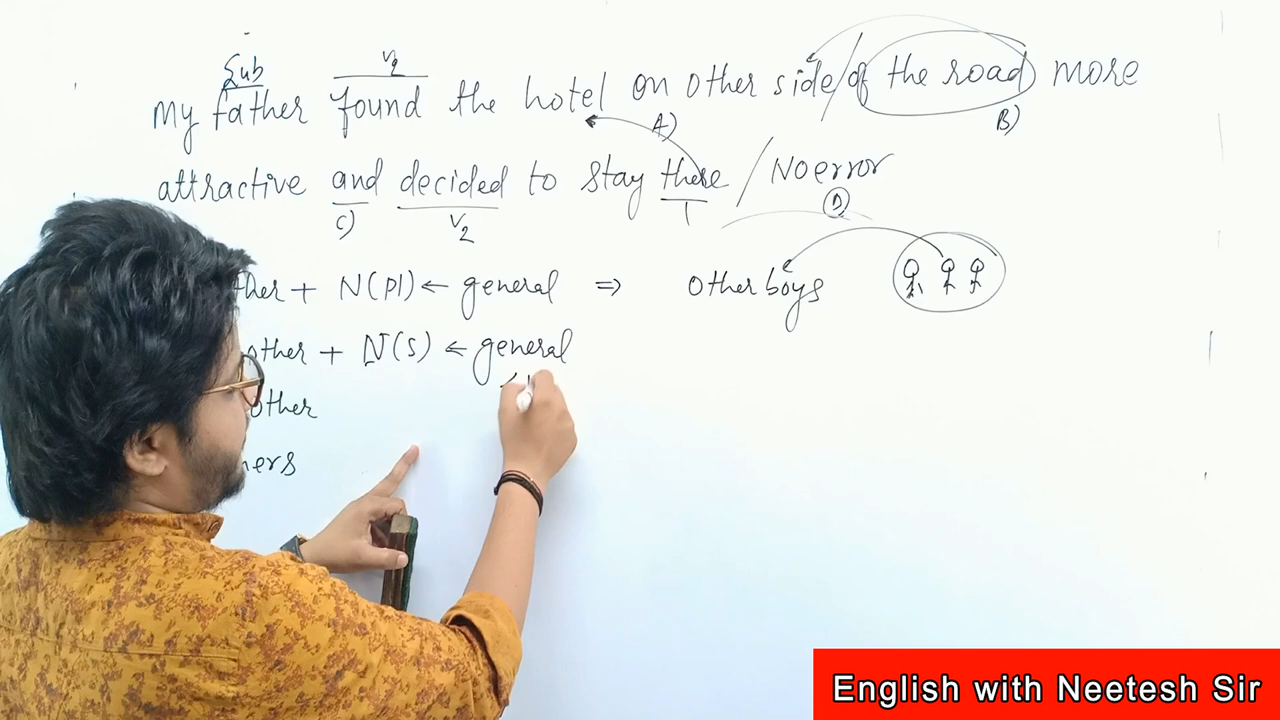 Sub V2
my father found the hotel on other side / of the road more
A) B)
attractive and decided to stay there / No error
C) V2 D
ther + N(Pl) ← general ⇒ Other boys
other + N(S) ← general
other
hers
English with Neetesh Sir